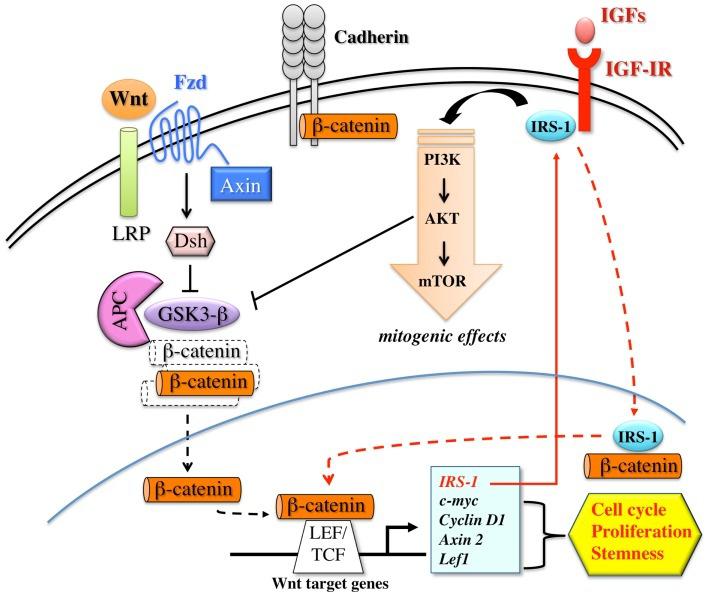 IGFs
Cadherin
IGF-IR
Fzd
Wnt
β-catenin
IRS-1
PI3K
Axin
AKT
LRP
Dsh
mTOR
APC
GSK3-β
mitogenic effects
β-catenin
β-catenin
IRS-1
β-catenin
β-catenin
β-catenin
IRS-1
c-myc
Cyclin D1
Axin 2
Lef1
Cell cycle
Proliferation
Stemness
LEF/
TCF
Wnt target genes